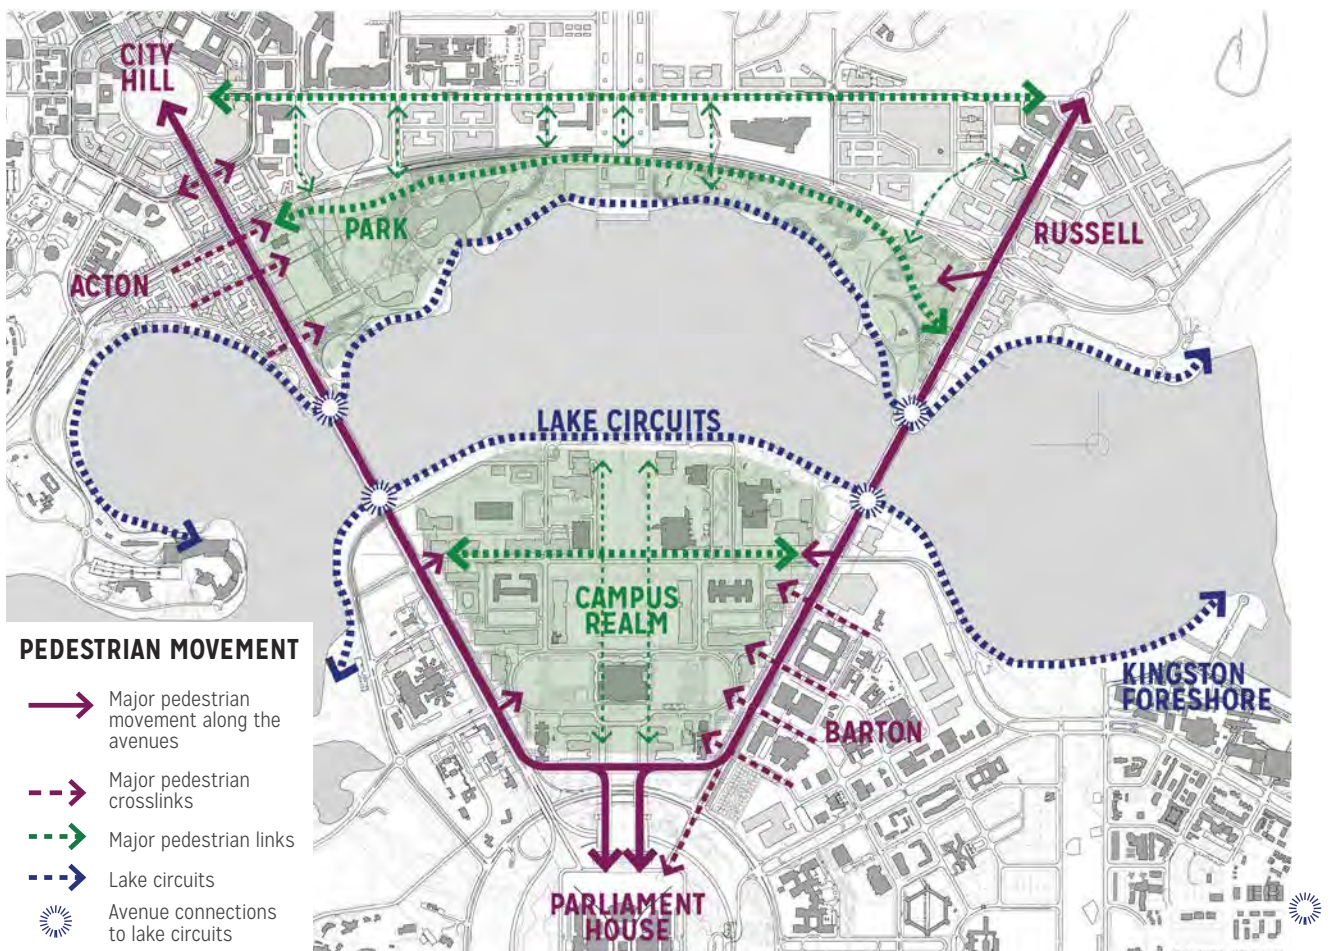 CITY
HILL
PARK
RUSSELL
ACTON
LAKE CIRCUITS
CAMPUS
REALM
KINGSTON
FORESHORE
BARTON
PARLIAMENT
HOUSE
PEDESTRIAN MOVEMENT
Major pedestrian
movement along the
avenues
Major pedestrian
crosslinks
Major pedestrian links
Lake circuits
Avenue connections
to lake circuits